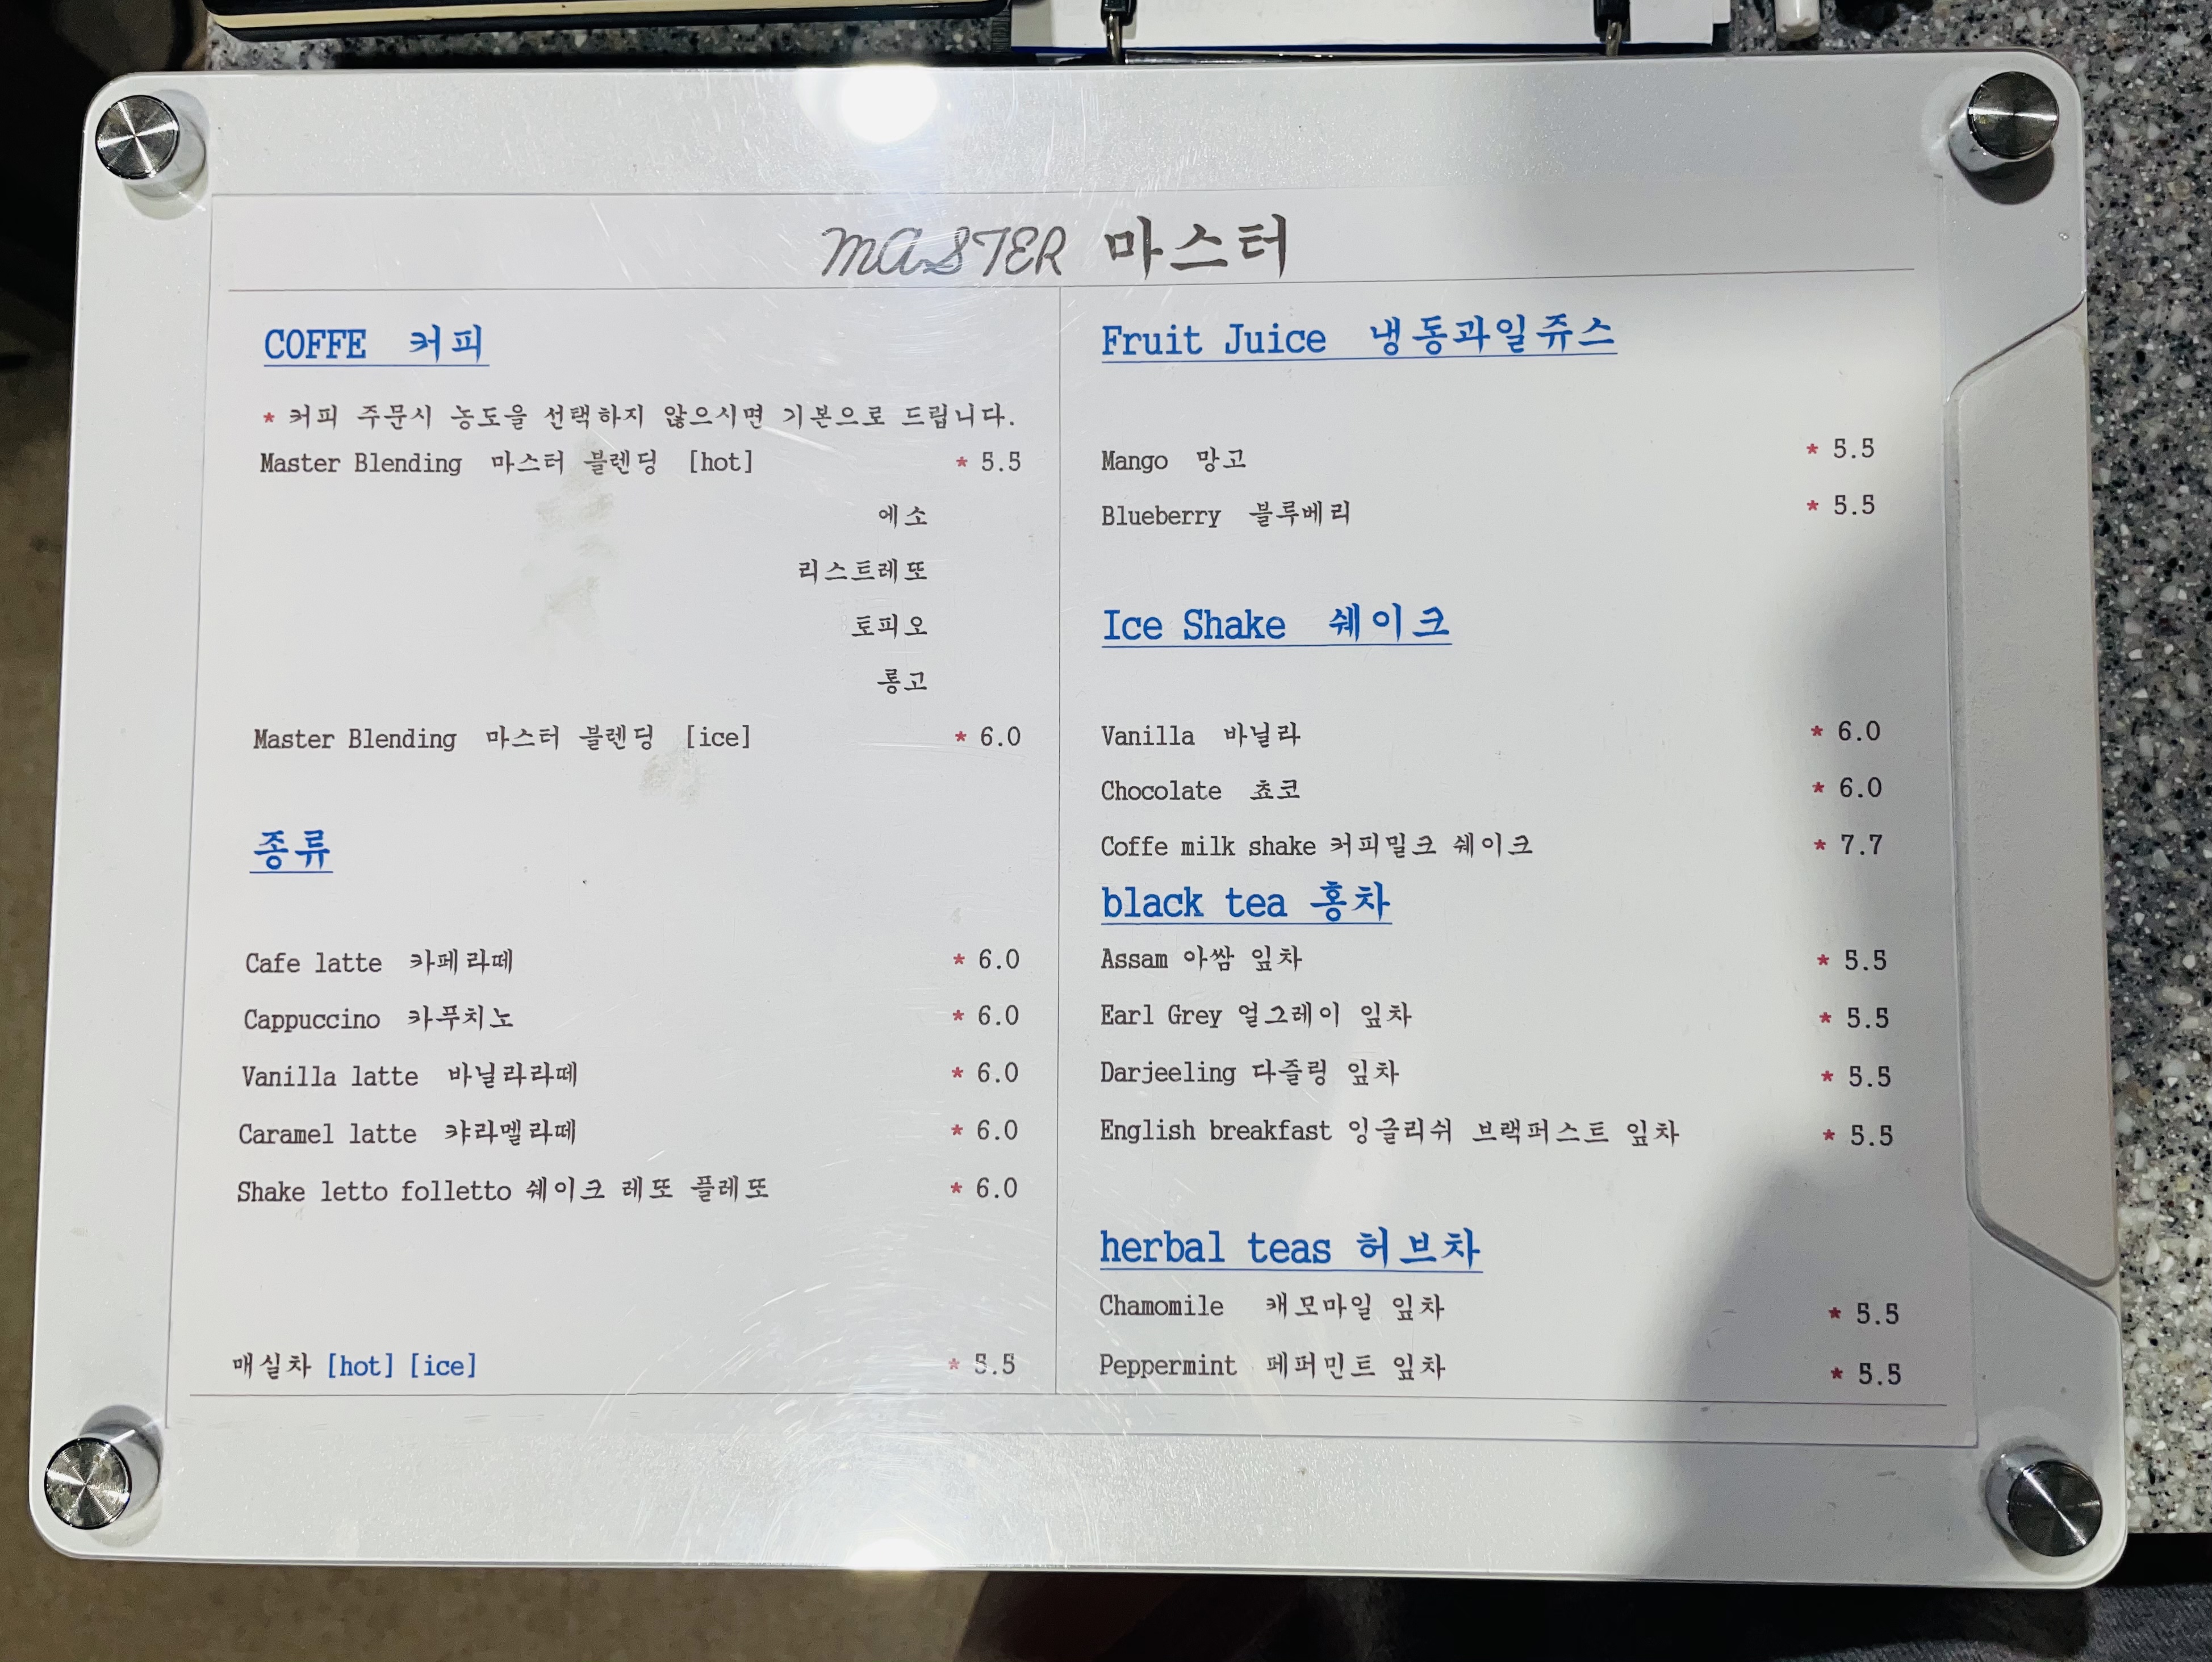 MASTER 마스터
COFFE 커피
* 커피 주문시 농도을 선택하지 않으시면 기본으로 드립니다.
Master Blending 마스터 블렌딩 [hot] * 5.5
에소
리스트레또
토피오
롱고
Master Blending 마스터 블렌딩 [ice] * 6.0
종류
Cafe latte 카페라떼 * 6.0
Cappuccino 카푸치노 * 6.0
Vanilla latte 바닐라라떼 * 6.0
Caramel latte 캬라멜라떼 * 6.0
Shake letto folletto 쉐이크 레또 플레또 * 6.0
매실차 [hot] [ice] * 5.5
Fruit Juice 냉동과일쥬스
Mango 망고 * 5.5
Blueberry 블루베리 * 5.5
Ice Shake 쉐이크
Vanilla 바닐라 * 6.0
Chocolate 쵸코 * 6.0
Coffe milk shake 커피밀크 쉐이크 * 7.7
black tea 홍차
Assam 아쌈 잎차 * 5.5
Earl Grey 얼그레이 잎차 * 5.5
Darjeeling 다즐링 잎차 * 5.5
English breakfast 잉글리쉬 브랙퍼스트 잎차 * 5.5
herbal teas 허브차
Chamomile 캐모마일 잎차 * 5.5
Peppermint 페퍼민트 잎차 * 5.5